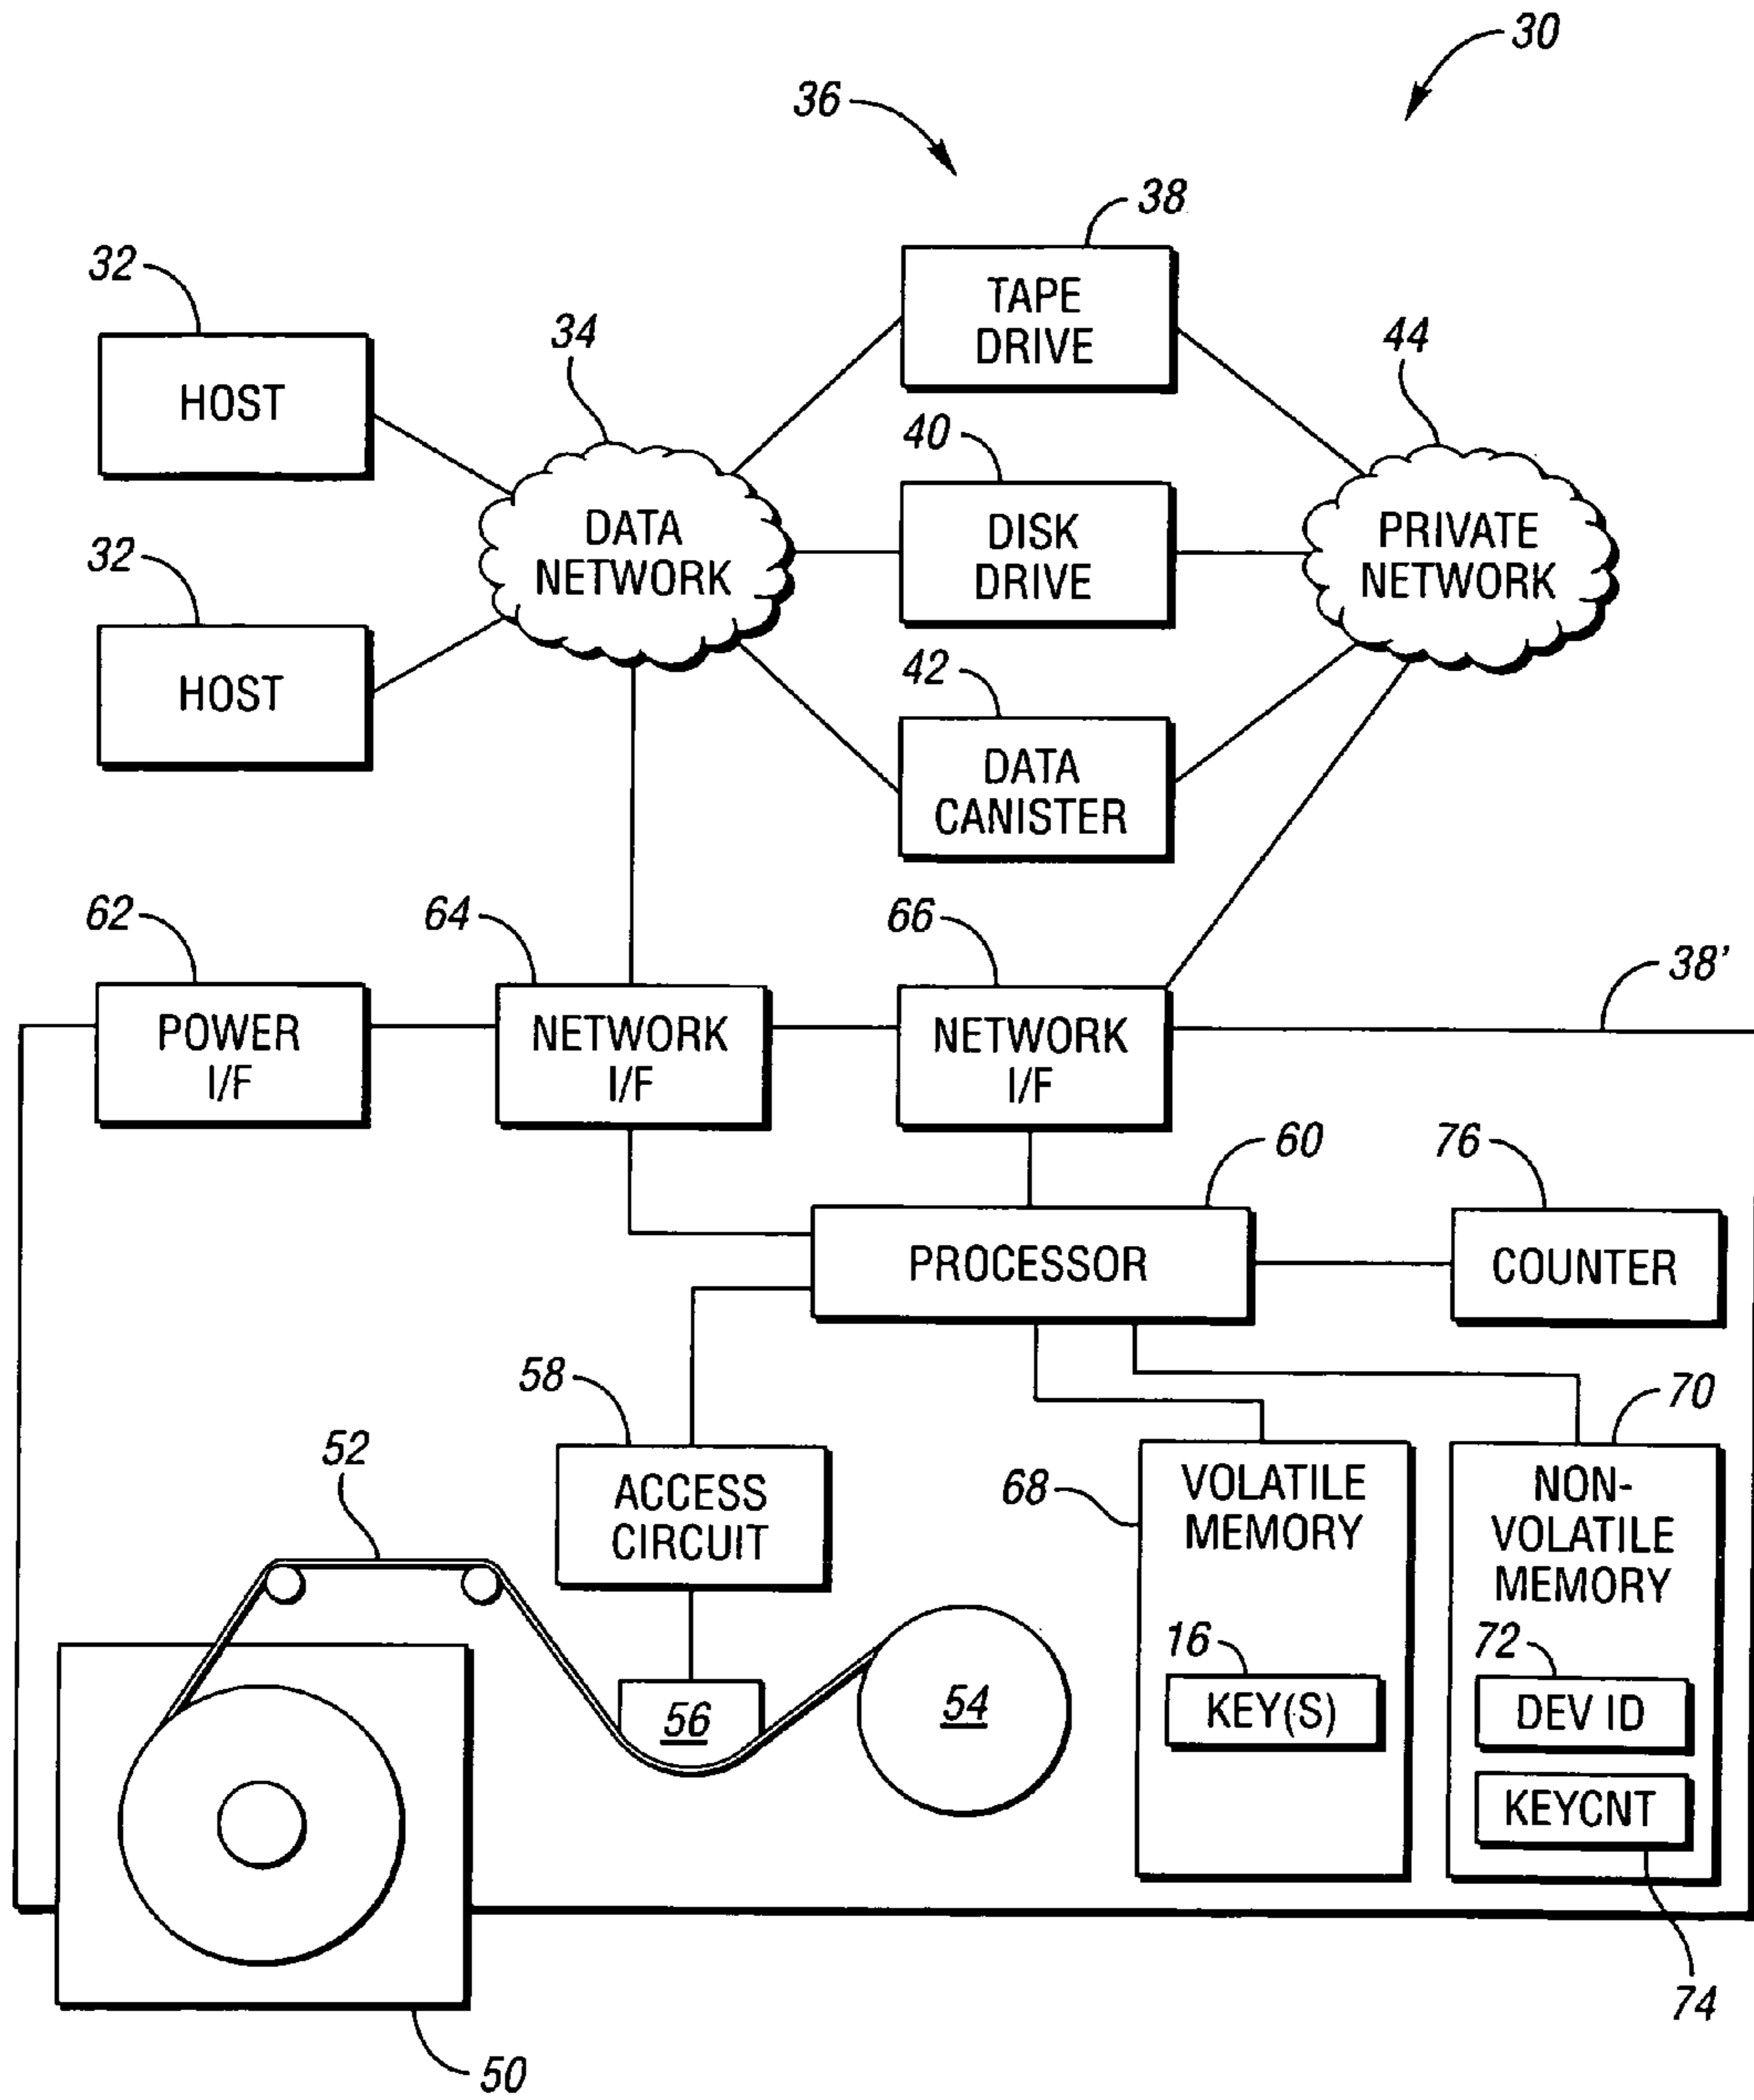 30
36
38
32
TAPE
DRIVE
34
44
HOST
40
DATA
NETWORK
DISK
DRIVE
PRIVATE
NETWORK
32
42
HOST
DATA
CANISTER
62
64
66
38'
POWER
I/F
NETWORK
I/F
NETWORK
I/F
60
76
PROCESSOR
COUNTER
58
70
52
ACCESS
CIRCUIT
68
VOLATILE
MEMORY
NON-
VOLATILE
MEMORY
16
72
KEY(S)
DEV ID
56
54
KEYCNT
74
50